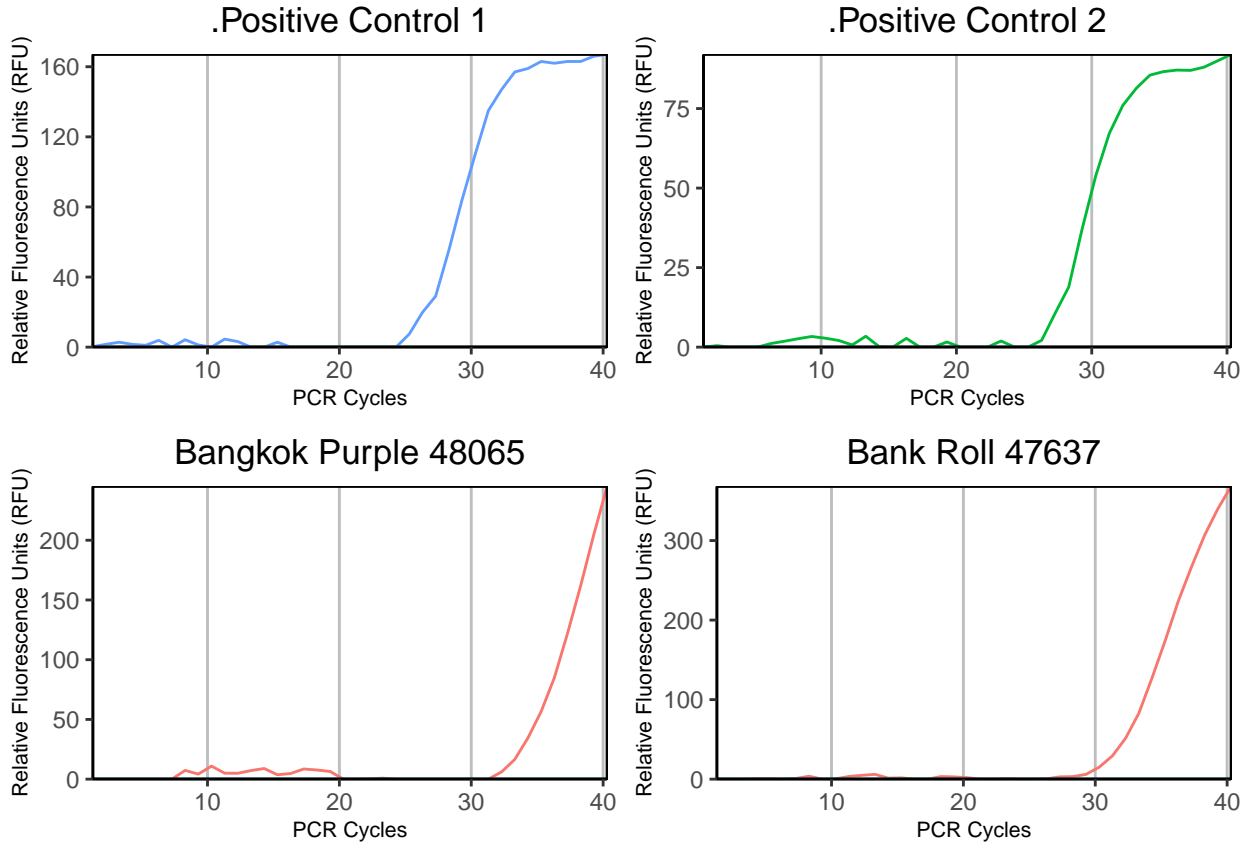 .Positive Control 1
Relative Fluorescence Units (RFU)
160
120
80
40
0
10 20 30 40
PCR Cycles
.Positive Control 2
Relative Fluorescence Units (RFU)
75
50
25
0
10 20 30 40
PCR Cycles
Bangkok Purple 48065
Relative Fluorescence Units (RFU)
200
150
100
50
0
10 20 30 40
PCR Cycles
Bank Roll 47637
Relative Fluorescence Units (RFU)
300
200
100
0
10 20 30 40
PCR Cycles